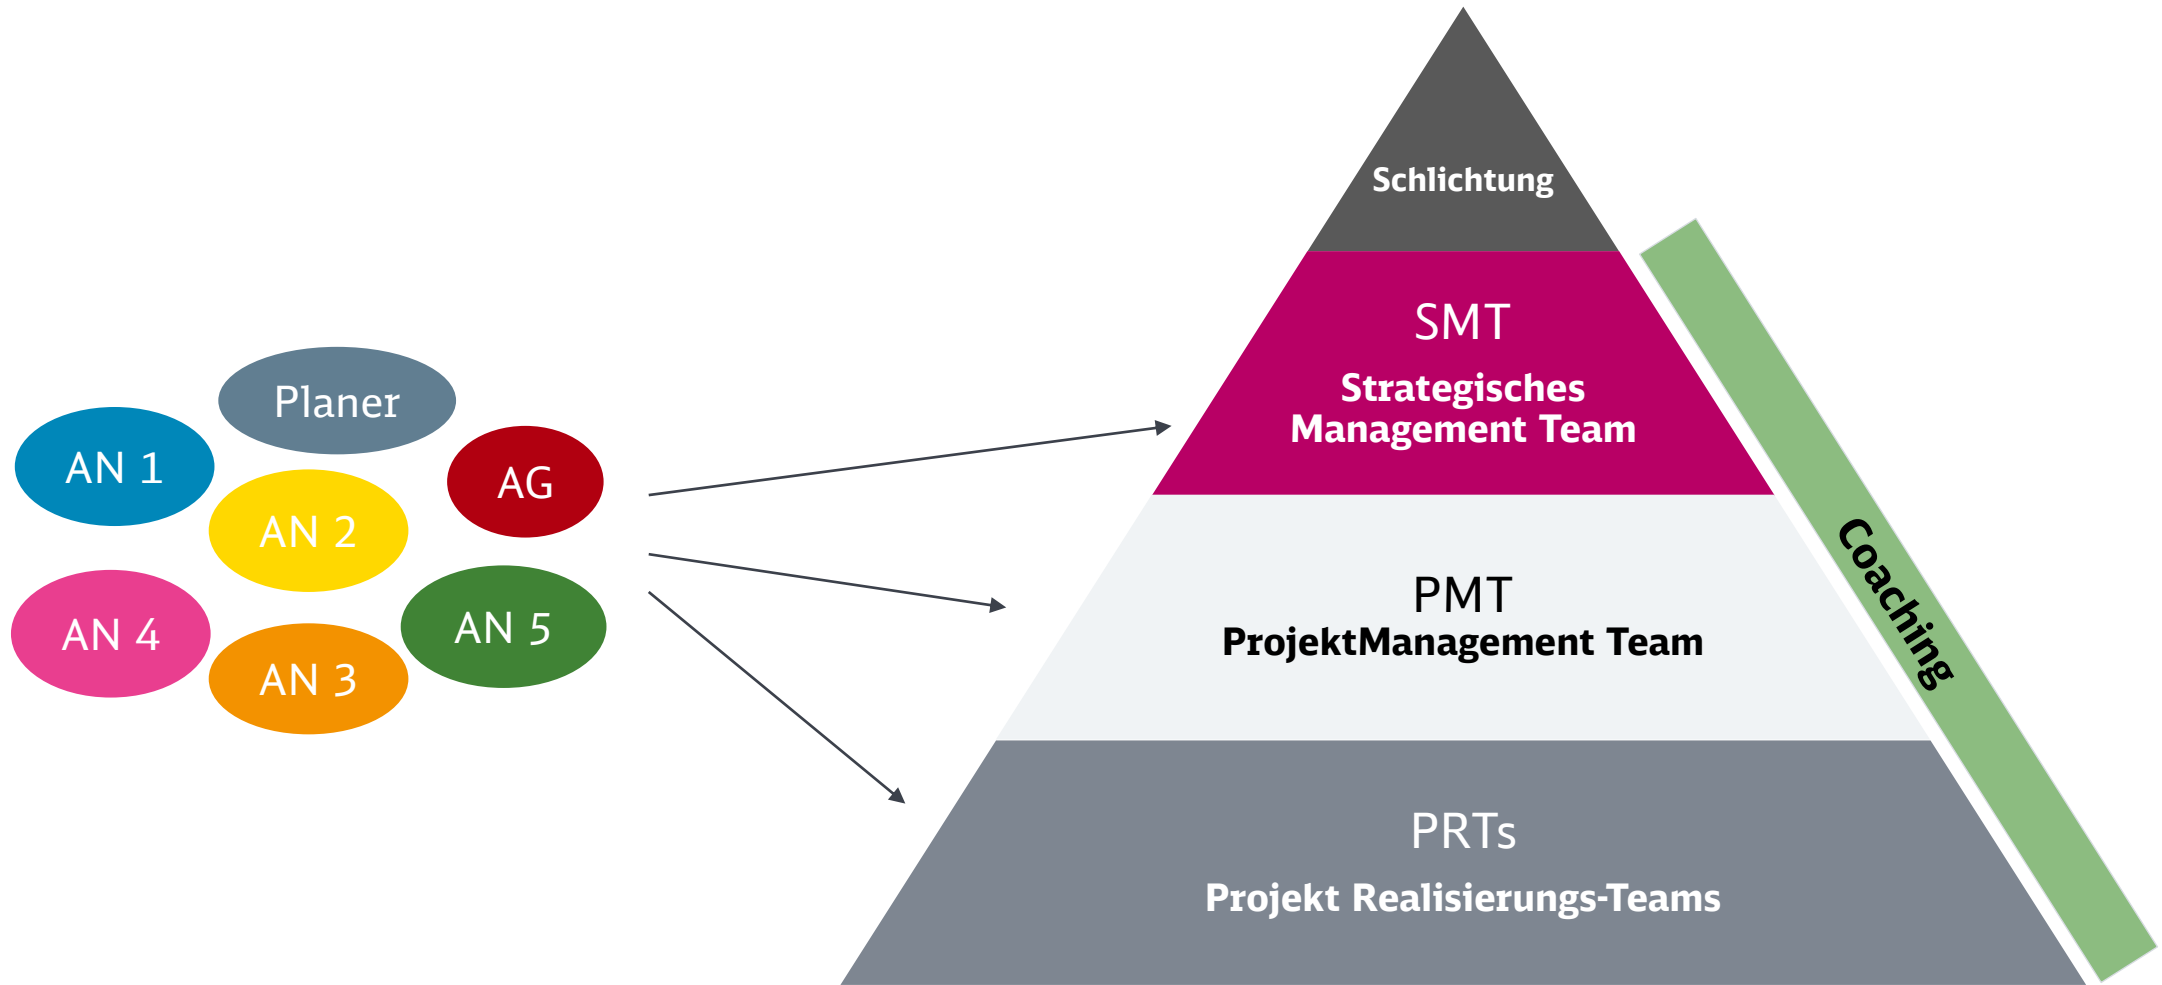 Planer
AN 1
AG
AN 2
AN 5
AN 4
AN 3
Schlichtung
SMT
Strategisches
Management Team
PMT
ProjektManagement Team
PRTs
Projekt Realisierungs-Teams
Coaching